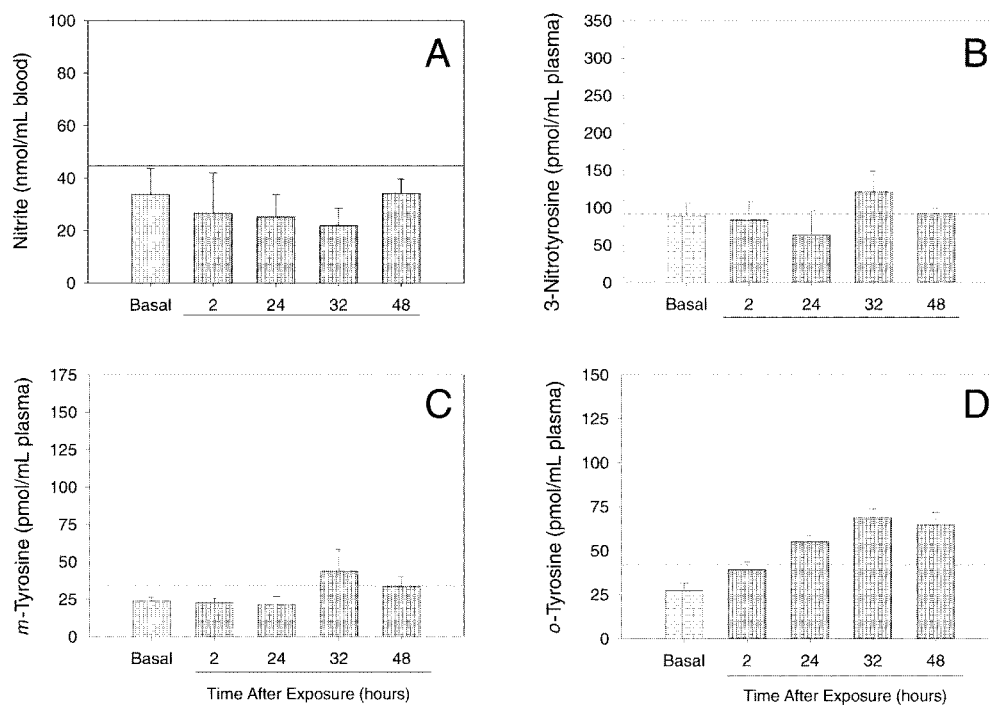 A
Nitrite (nmol/mL blood)
100
80
60
40
20
0
Basal 2 24 32 48
B
3-Nitrotyrosine (pmol/mL plasma)
350
300
250
200
150
100
50
0
Basal 2 24 32 48
C
m-Tyrosine (pmol/mL plasma)
175
150
125
100
75
50
25
0
Basal 2 24 32 48
Time After Exposure (hours)
D
o-Tyrosine (pmol/mL plasma)
150
125
100
75
50
25
0
Basal 2 24 32 48
Time After Exposure (hours)